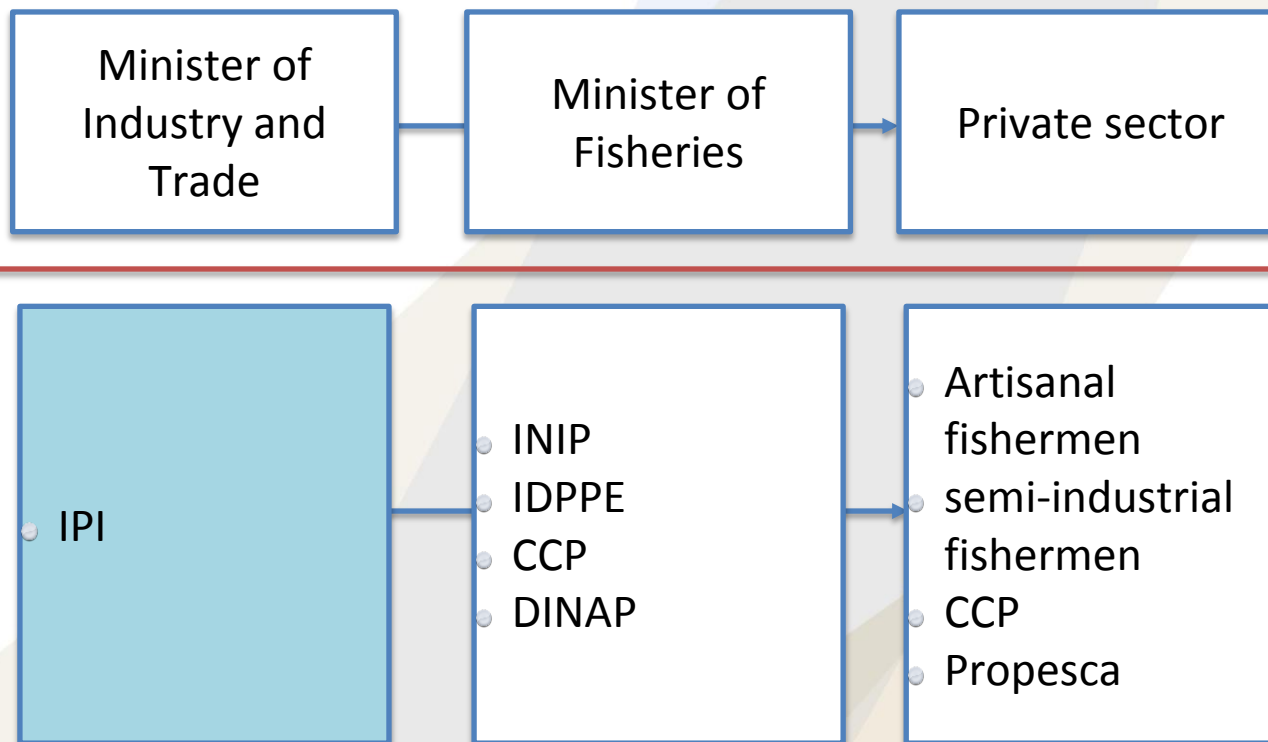 Minister of
Industry and
Trade
Minister of
Fisheries
Private sector
IPI
INIP
IDPPE
CCP
DINAP
Artisanal
fishermen
semi-industrial
fishermen
CCP
Propesca